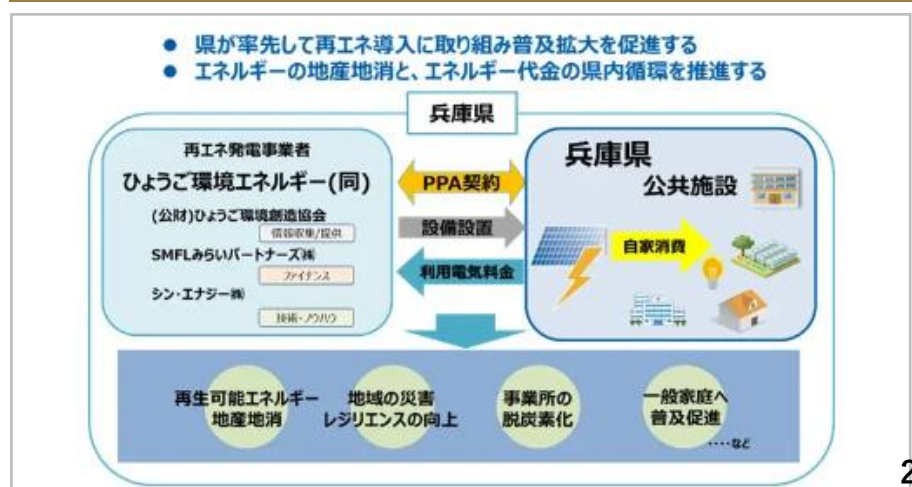 ● 県が率先して再エネ導入に取り組み普及拡大を促進する
● エネルギーの地産地消と、エネルギー代金の県内循環を推進する
兵庫県
再エネ発電事業者
ひょうご環境エネルギー(同)
(公財)ひょうご環境創造協会
情報収集/提供
SMFLみらいパートナーズ㈱
ファイナンス
シン・エナジー㈱
技術・ノウハウ
PPA契約
設備設置
利用電気料金
兵庫県
公共施設
自家消費
再生可能エネルギー
地産地消
地域の災害
レジリエンスの向上
事業所の
脱炭素化
一般家庭へ
普及促進
‥‥など
2